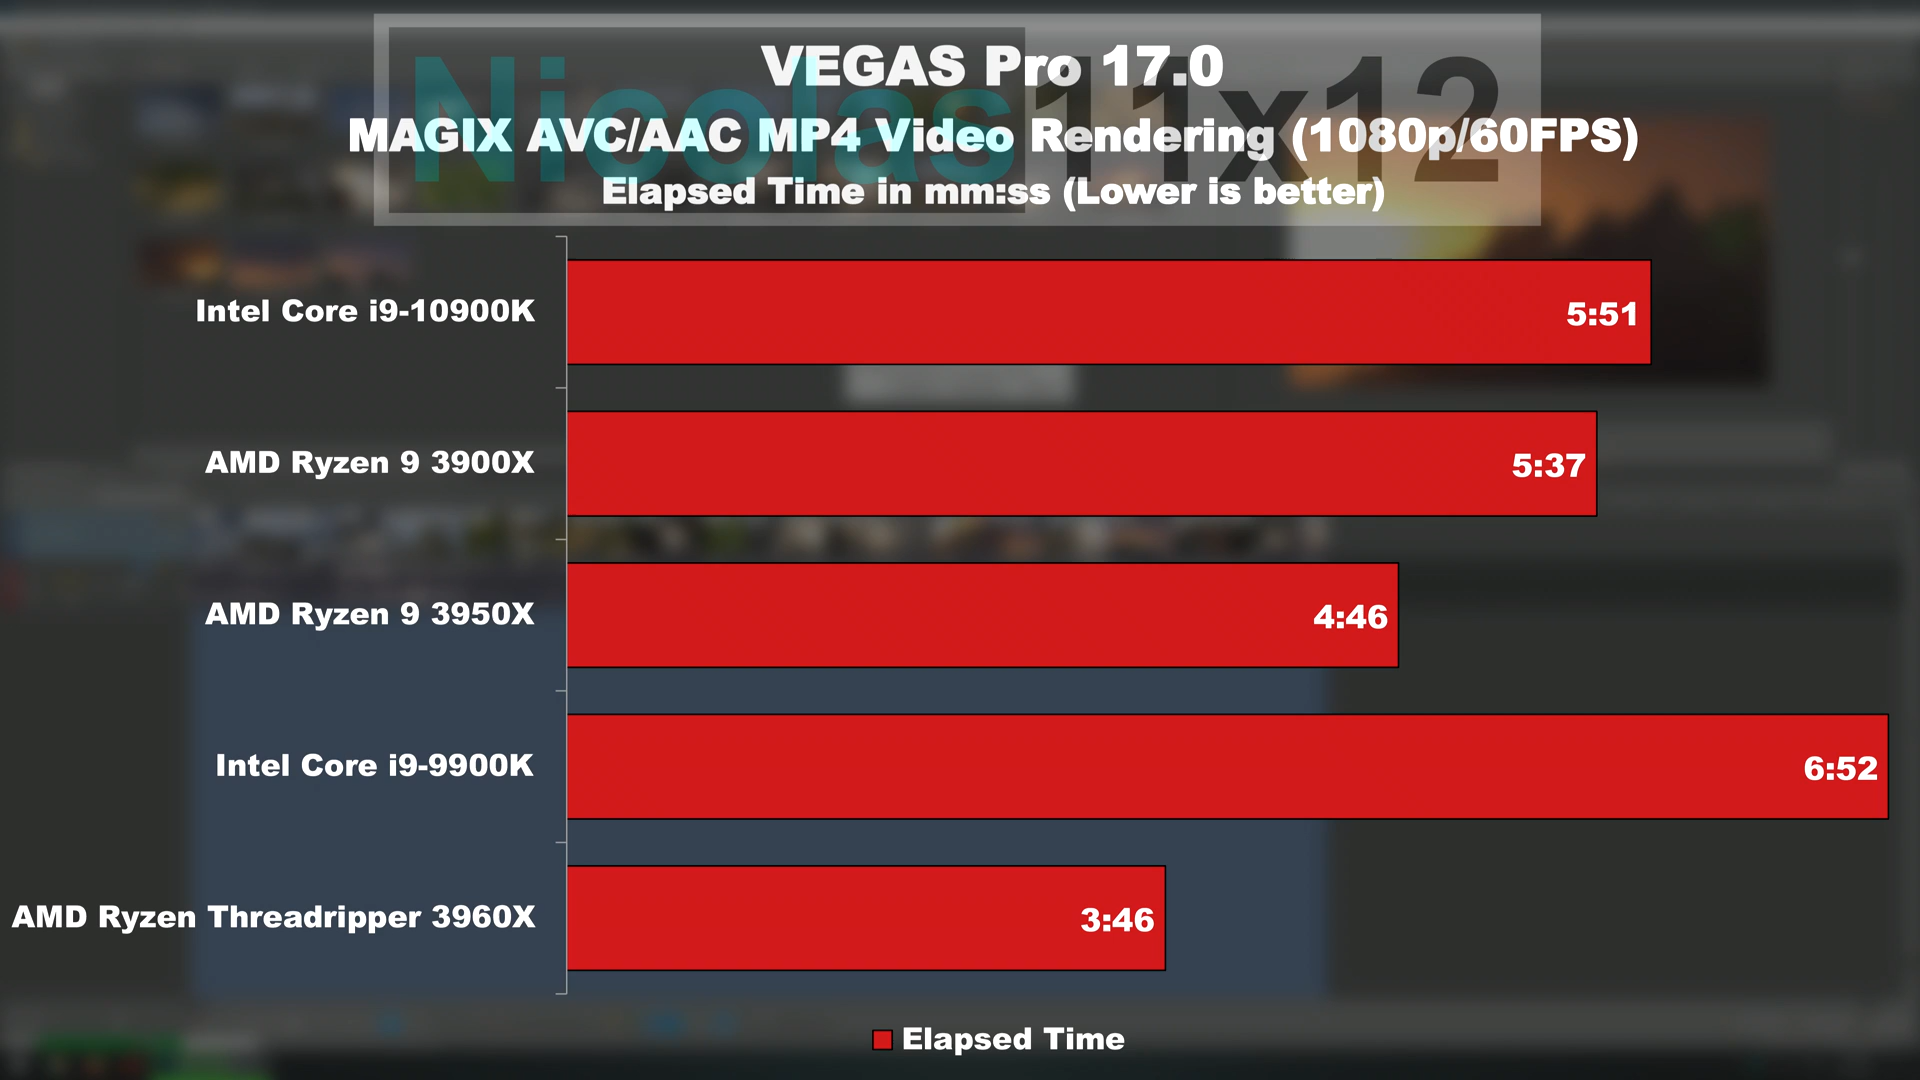 Nicolas11x12
VEGAS Pro 17.0
MAGIX AVC/AAC MP4 Video Rendering (1080p/60FPS)
Elapsed Time in mm:ss (Lower is better)
Intel Core i9-10900K
5:51
AMD Ryzen 9 3900X
5:37
AMD Ryzen 9 3950X
4:46
Intel Core i9-9900K
6:52
AMD Ryzen Threadripper 3960X
3:46
Elapsed Time